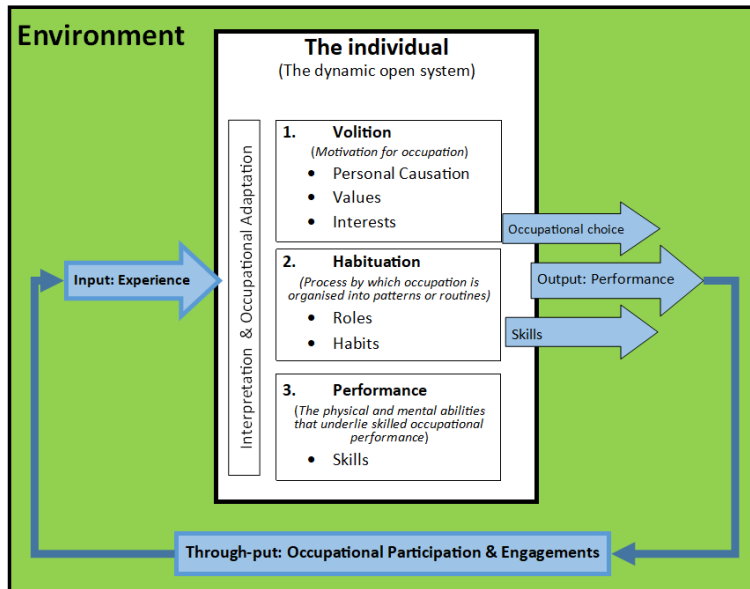 Environment
The individual
(The dynamic open system)
Interpretation & Occupational Adaptation
1. Volition
(Motivation for occupation)
• Personal Causation
• Values
• Interests
2. Habituation
(Process by which occupation is
organised into patterns or routines)
• Roles
• Habits
3. Performance
(The physical and mental abilities
that underlie skilled occupational
performance)
• Skills
Input: Experience
Occupational choice
Output: Performance
Skills
Through-put: Occupational Participation & Engagements